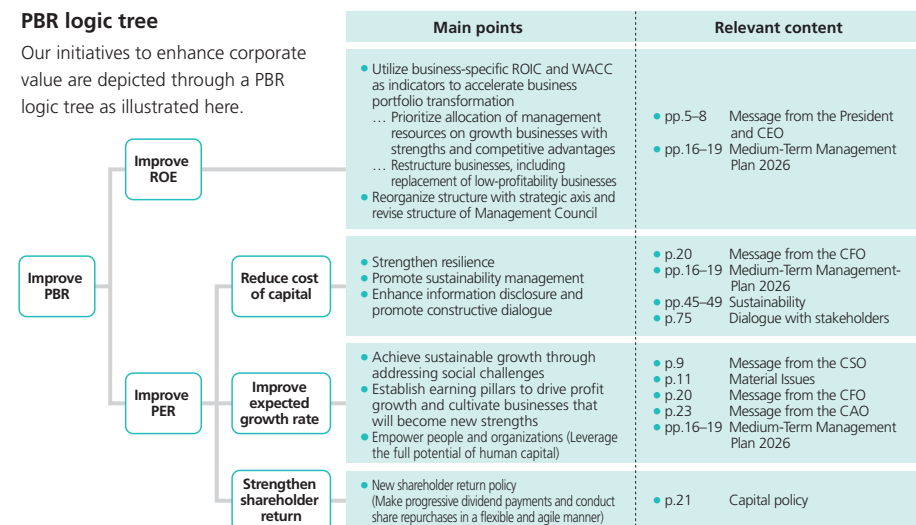 PBR logic tree
Our initiatives to enhance corporate
value are depicted through a PBR
logic tree as illustrated here.
Main points
Relevant content
Improve
PBR
Improve
ROE
● Utilize business-specific ROIC and WACC
as indicators to accelerate business
portfolio transformation
… Prioritize allocation of management
resources on growth businesses with
strengths and competitive advantages
… Restructure businesses, including
replacement of low-profitability businesses
● Reorganize structure with strategic axis and
revise structure of Management Council
● pp.5–8 Message from the President
and CEO
● pp.16–19 Medium-Term Management
Plan 2026
Improve
PER
Reduce cost
of capital
● Strengthen resilience
● Promote sustainability management
● Enhance information disclosure and
promote constructive dialogue
● p.20 Message from the CFO
● pp.16–19 Medium-Term Management-
Plan 2026
● pp.45–49 Sustainability
● p.75 Dialogue with stakeholders
Improve
expected
growth rate
● Achieve sustainable growth through
addressing social challenges
● Establish earning pillars to drive profit
growth and cultivate businesses that
will become new strengths
● Empower people and organizations (Leverage
the full potential of human capital)
● p.9 Message from the CSO
● p.11 Material Issues
● p.20 Message from the CFO
● p.23 Message from the CAO
● pp.16–19 Medium-Term Management
Plan 2026
Strengthen
shareholder
return
● New shareholder return policy
(Make progressive dividend payments and conduct
share repurchases in a flexible and agile manner)
● p.21 Capital policy